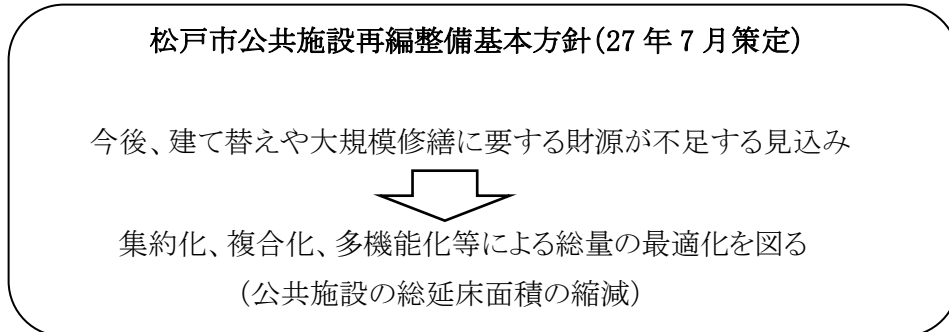 松戸市公共施設再編整備基本方針(27年7月策定)
今後、建て替えや大規模修繕に要する財源が不足する見込み
集約化、複合化、多機能化等による総量の最適化を図る
(公共施設の総延床面積の縮減)